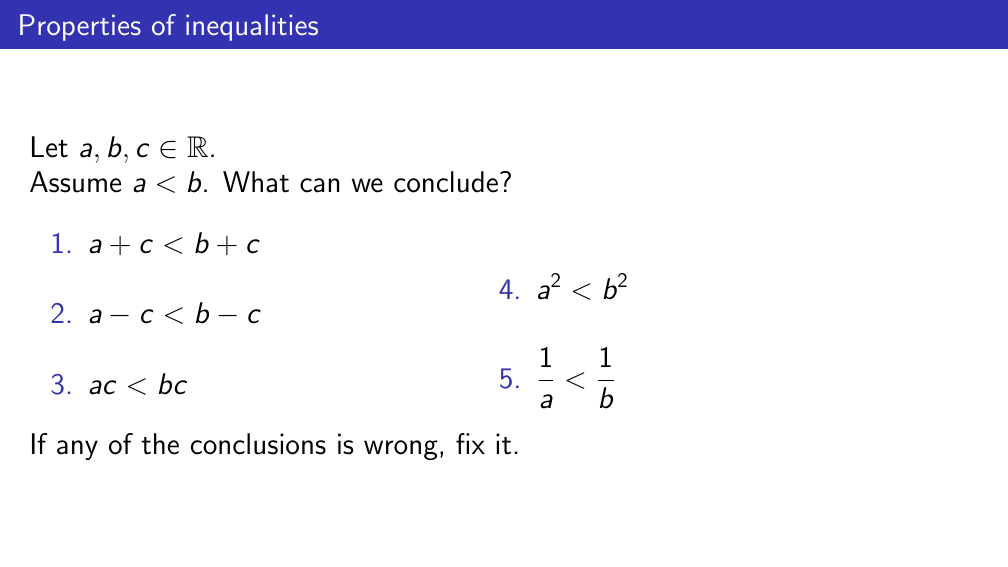 Properties of inequalities
Let a, b, c ∈ ℝ.
Assume a < b. What can we conclude?
1. a + c < b + c
2. a − c < b − c
3. ac < bc
4. a² < b²
5. 1/a < 1/b
If any of the conclusions is wrong, fix it.